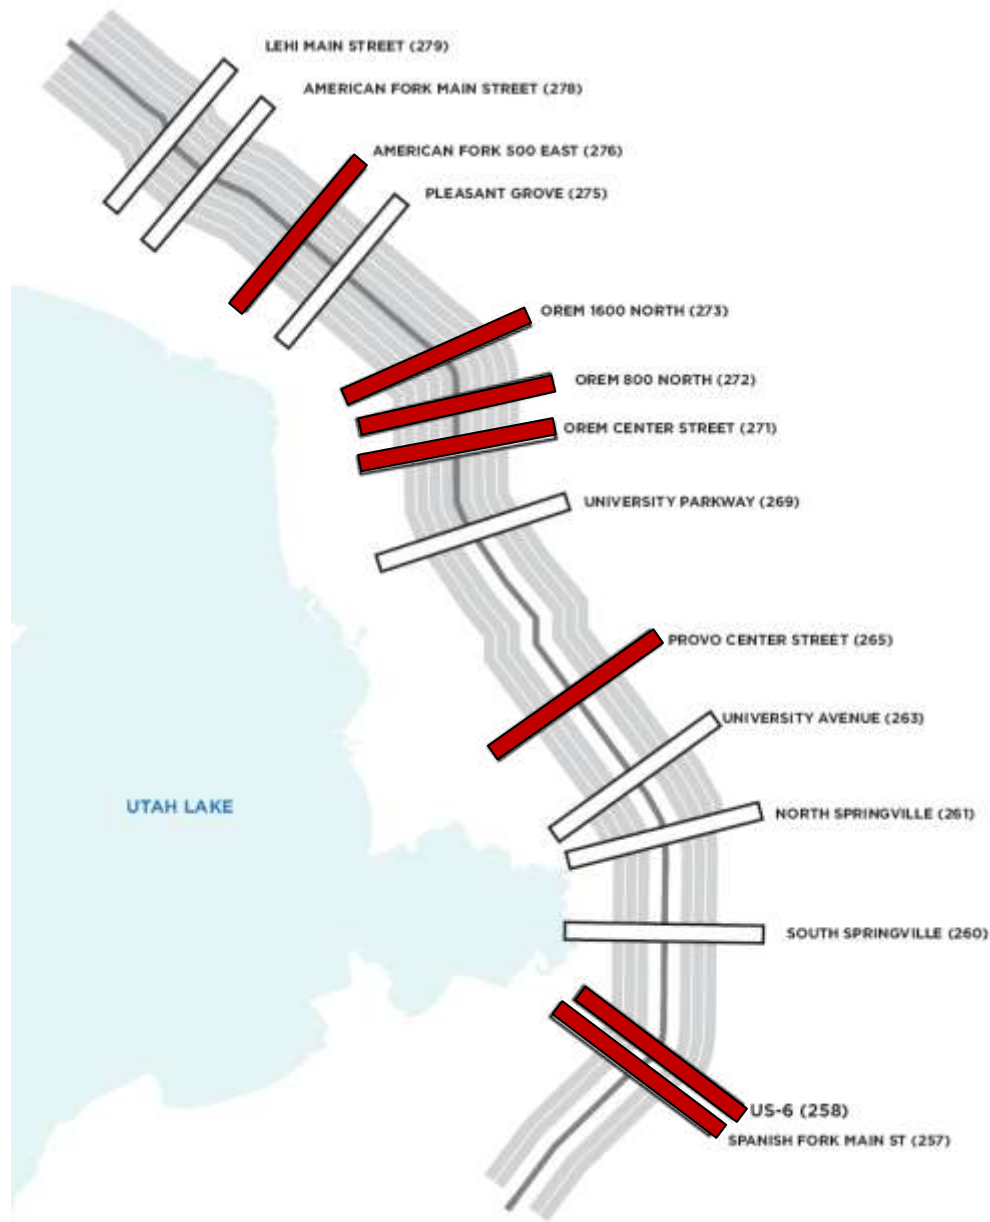 LEHI MAIN STREET (279)
AMERICAN FORK MAIN STREET (278)
AMERICAN FORK 500 EAST (276)
PLEASANT GROVE (275)
OREM 1600 NORTH (273)
OREM 800 NORTH (272)
OREM CENTER STREET (271)
UNIVERSITY PARKWAY (269)
PROVO CENTER STREET (265)
UNIVERSITY AVENUE (263)
UTAH LAKE
NORTH SPRINGVILLE (261)
SOUTH SPRINGVILLE (260)
US-6 (258)
SPANISH FORK MAIN ST (257)